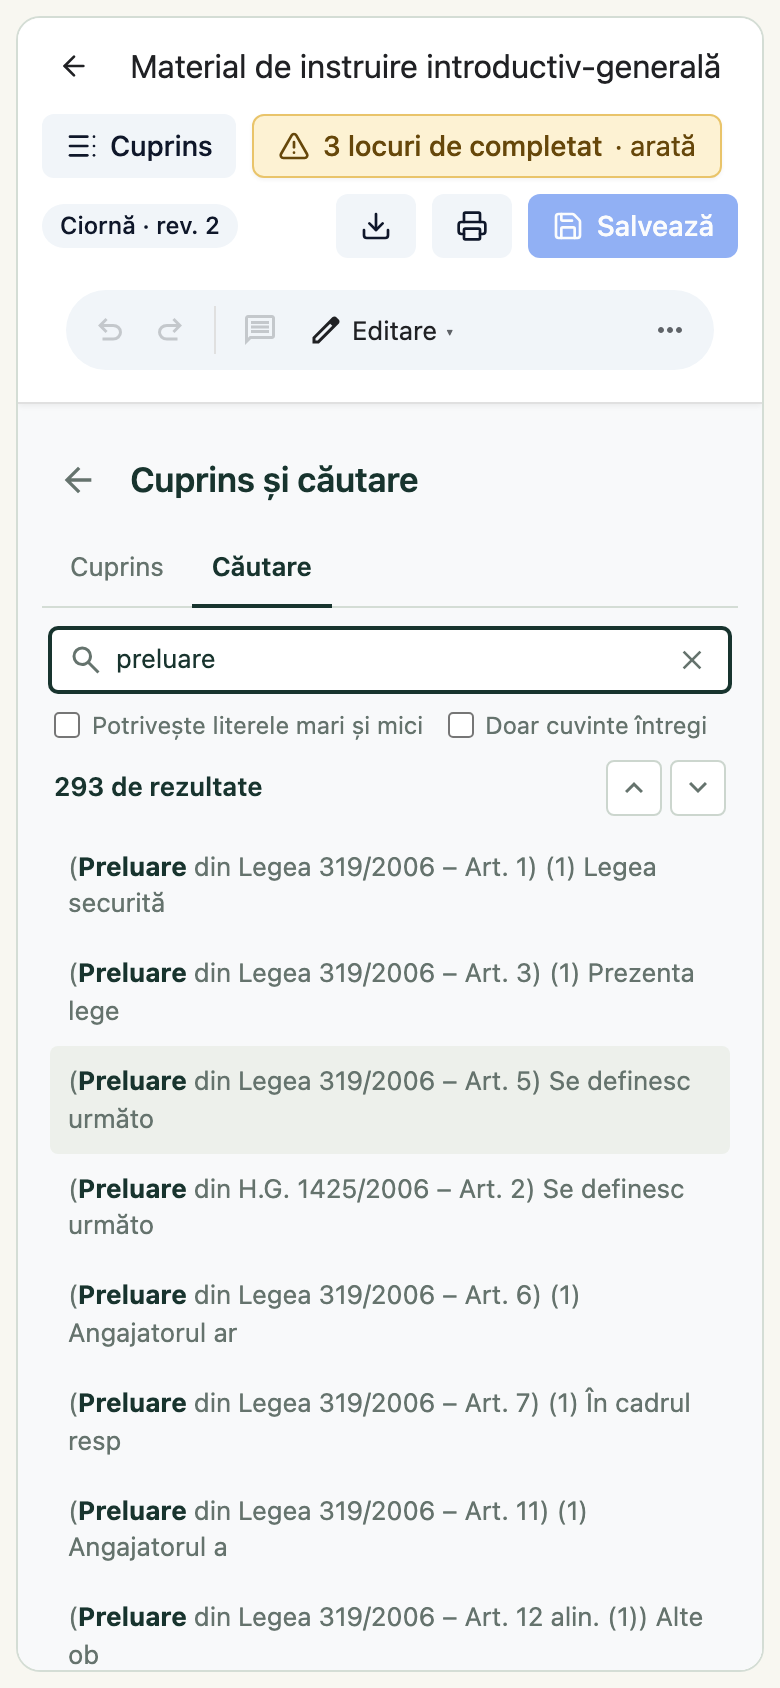 Material de instruire introductiv-generală
Cuprins
3 locuri de completat · arată
Ciornă · rev. 2
Salvează
Editare
Cuprins și căutare
Cuprins
Căutare
preluare
Potrivește literele mari și mici
Doar cuvinte întregi
293 de rezultate
(Preluare din Legea 319/2006 – Art. 1) (1) Legea
securită
(Preluare din Legea 319/2006 – Art. 3) (1) Prezenta
lege
(Preluare din Legea 319/2006 – Art. 5) Se definesc
următo
(Preluare din H.G. 1425/2006 – Art. 2) Se definesc
următo
(Preluare din Legea 319/2006 – Art. 6) (1)
Angajatorul ar
(Preluare din Legea 319/2006 – Art. 7) (1) În cadrul
resp
(Preluare din Legea 319/2006 – Art. 11) (1)
Angajatorul a
(Preluare din Legea 319/2006 – Art. 12 alin. (1)) Alte
ob